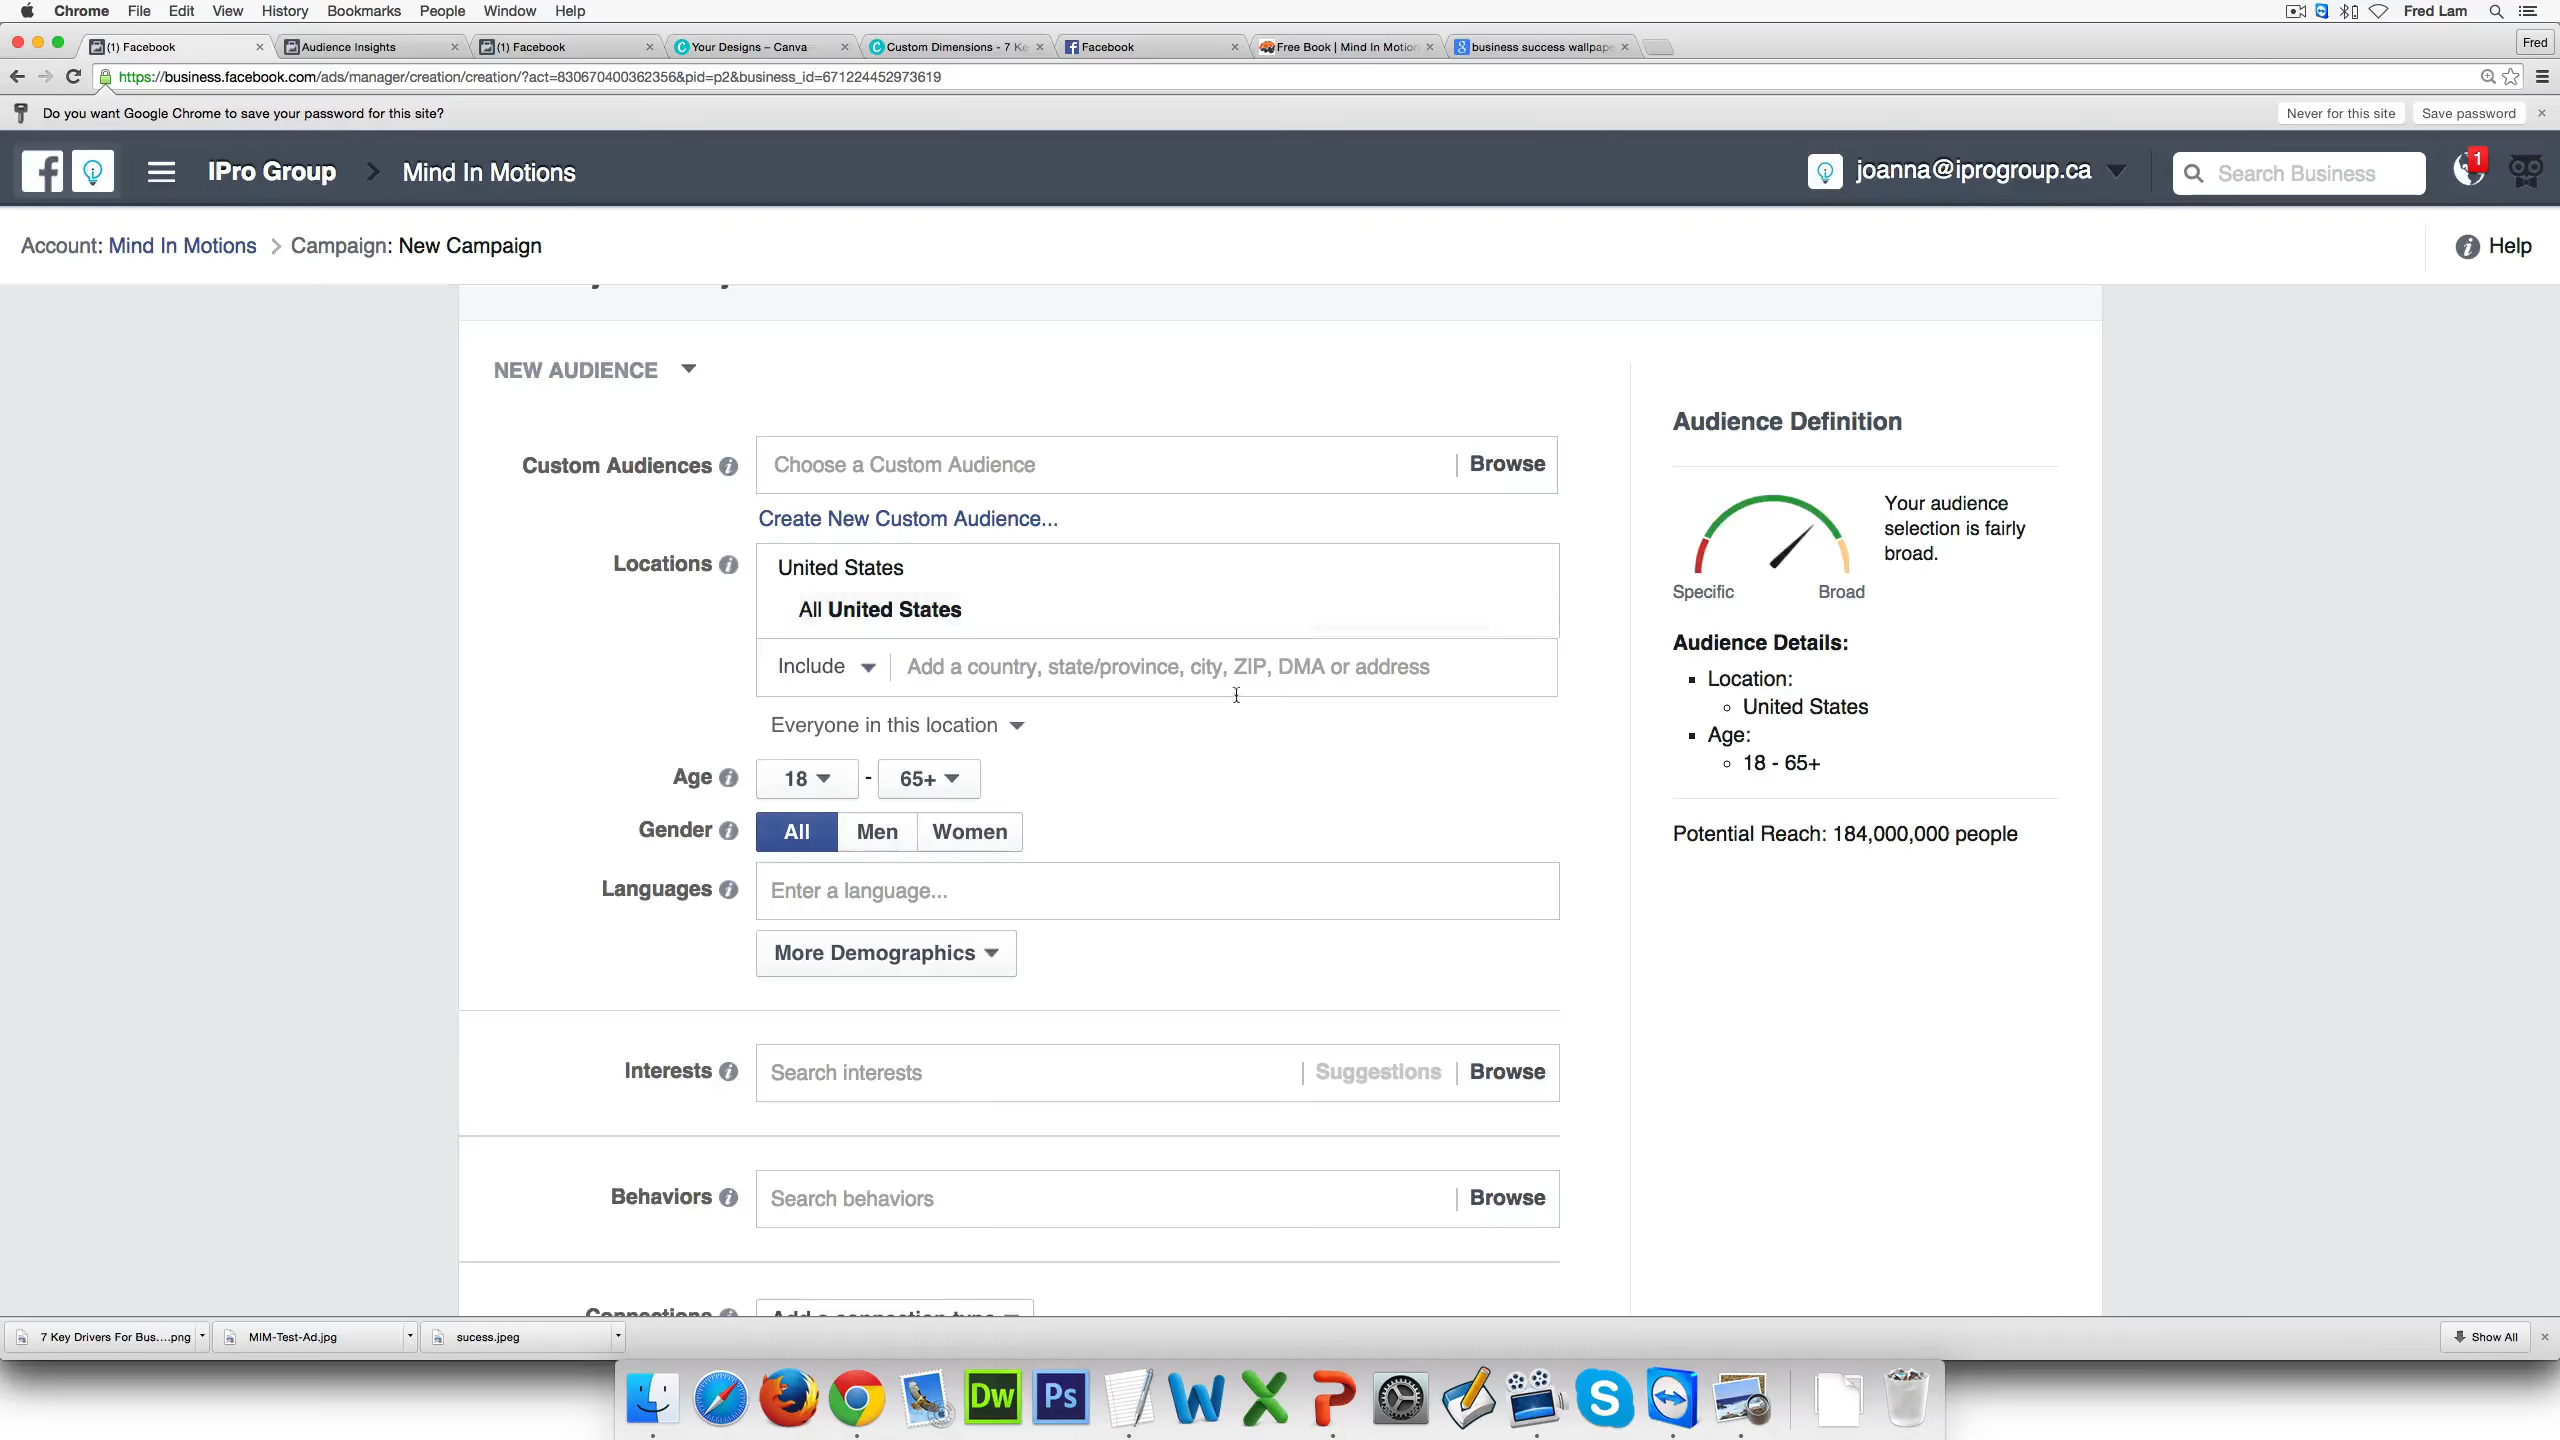 Chrome File Edit View History Bookmarks People Window Help Fred Lam
(1) Facebook Audience Insights (1) Facebook Your Designs – Canva Custom Dimensions - 7 Ke Facebook Free Book | Mind In Motion business success wallpape Fred
https://business.facebook.com/ads/manager/creation/creation/?act=830670400362356&pid=p2&business_id=671224452973619
Do you want Google Chrome to save your password for this site? Never for this site Save password
IPro Group Mind In Motions joanna@iprogroup.ca Search Business 1
Account: Mind In Motions Campaign: New Campaign Help
NEW AUDIENCE
Custom Audiences Choose a Custom Audience Browse
Create New Custom Audience...
Locations United States
All United States
Include Add a country, state/province, city, ZIP, DMA or address
Everyone in this location
Age 18 - 65+
Gender All Men Women
Languages Enter a language...
More Demographics
Interests Search interests Suggestions Browse
Behaviors Search behaviors Browse
Connections Add a connection type
Audience Definition
Your audience
selection is fairly
broad.
Specific Broad
Audience Details:
Location:
United States
Age:
18 - 65+
Potential Reach: 184,000,000 people
7 Key Drivers For Bus....png MIM-Test-Ad.jpg sucess.jpeg Show All
Dw Ps